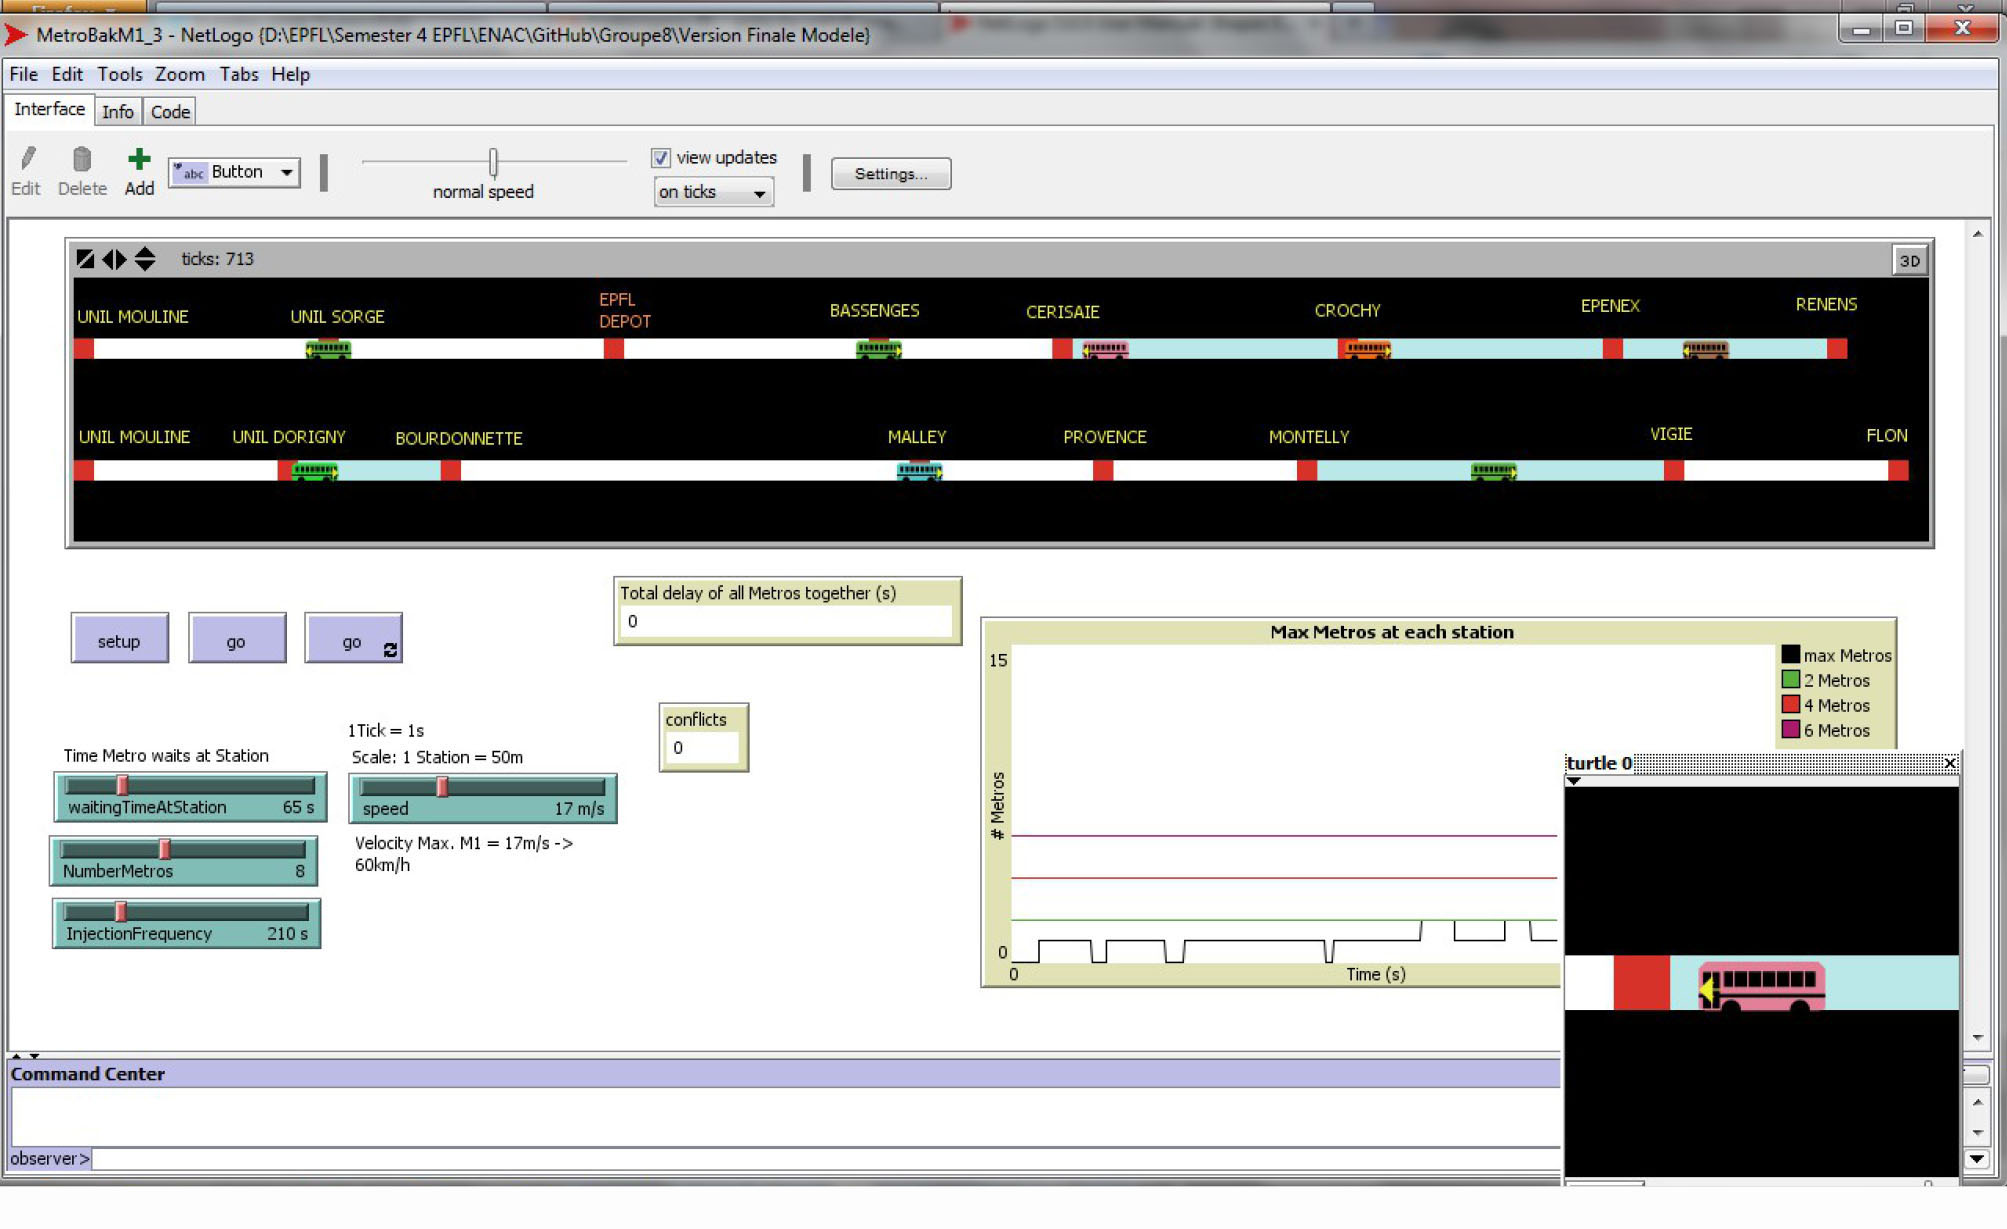 MetroBakM1_3 - NetLogo {D:\EPFL\Semester 4 EPFL\ENAC\GitHub\Groupe8\Version Finale Modele}
File Edit Tools Zoom Tabs Help
Interface Info Code
Edit Delete Add abc Button normal speed view updates on ticks Settings...
ticks: 713 3D
UNIL MOULINE UNIL SORGE EPFL DEPOT BASSENGES CERISAIE CROCHY EPENEX RENENS
UNIL MOULINE UNIL DORIGNY BOURDONNETTE MALLEY PROVENCE MONTELLY VIGIE FLON
setup go go
Total delay of all Metros together (s)
0
conflicts
0
1Tick = 1s
Time Metro waits at Station
Scale: 1 Station = 50m
waitingTimeAtStation 65 s
speed 17 m/s
Velocity Max. M1 = 17m/s ->
60km/h
NumberMetros 8
InjectionFrequency 210 s
Max Metros at each station
15
# Metros
0
0
Time (s)
max Metros
2 Metros
4 Metros
6 Metros
turtle 0
Command Center
observer>